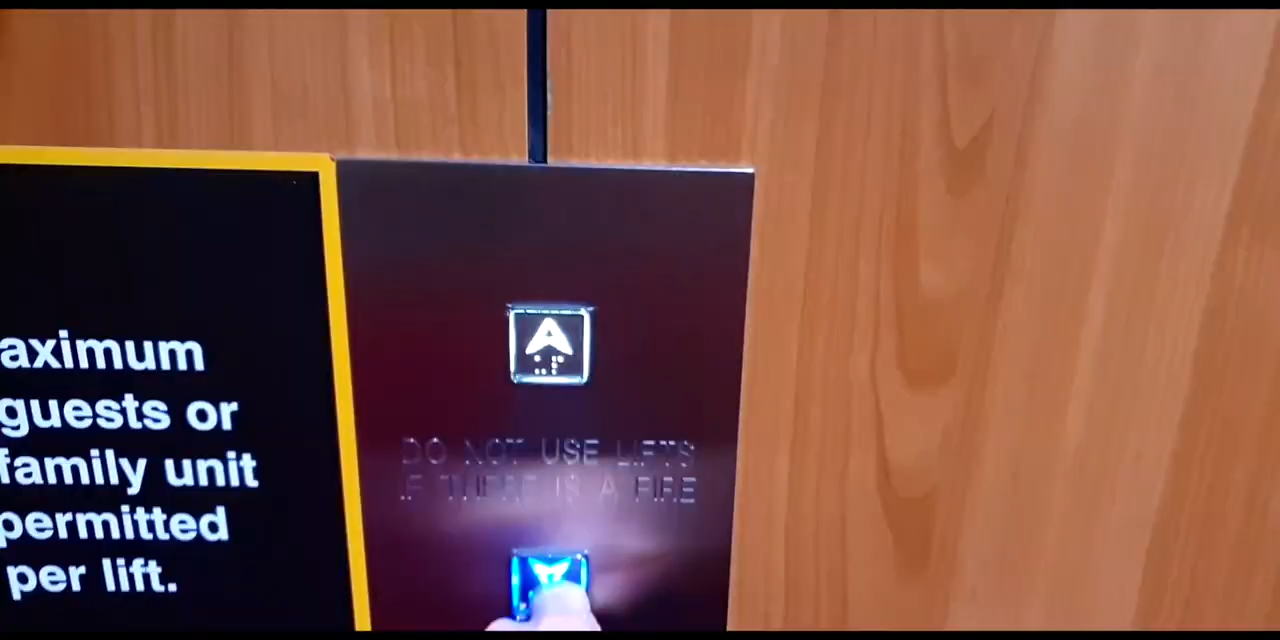 aximum
guests or
family unit
permitted
per lift.
DO NOT USE LIFTS
IF THERE IS A FIRE